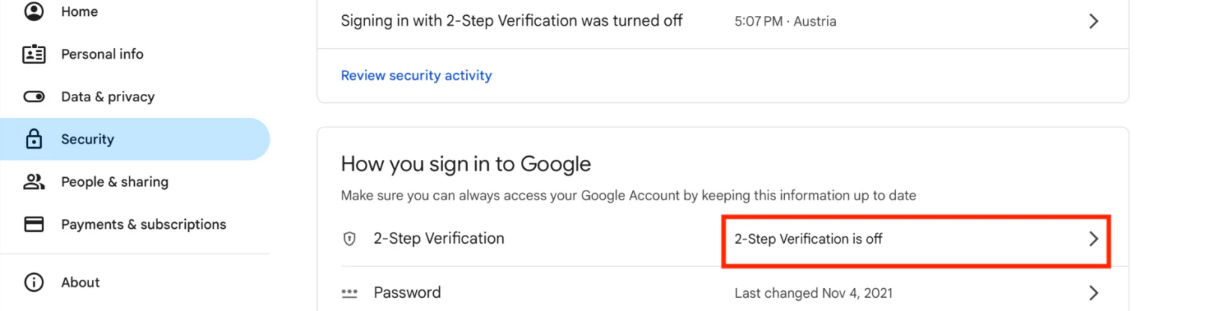 Home
Personal info
Data & privacy
Security
People & sharing
Payments & subscriptions
About
Signing in with 2-Step Verification was turned off 5:07 PM · Austria
Review security activity
How you sign in to Google
Make sure you can always access your Google Account by keeping this information up to date
2-Step Verification 2-Step Verification is off
Password Last changed Nov 4, 2021